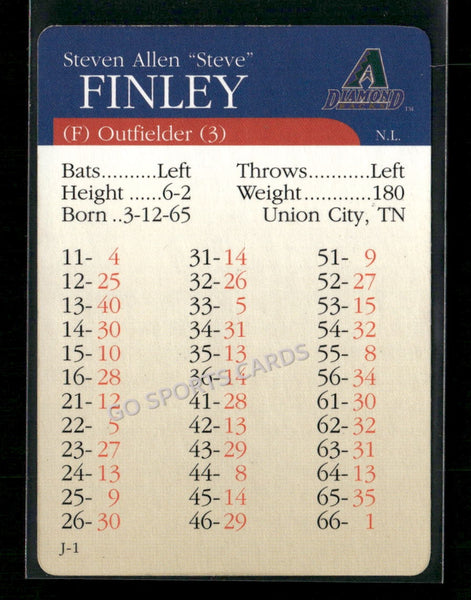 Steven Allen "Steve"
FINLEY
A
DIAMOND
BACKS
TM
(F) Outfielder (3)
N.L.
Bats..........Left Throws..........Left
Height ......6-2 Weight............180
Born ..3-12-65 Union City, TN
11- 4 31-14 51- 9
12-25 32-26 52-27
13-40 33- 5 53-15
14-30 34-31 54-32
15-10 35-13 55- 8
16-28 36-14 56-34
21-12 41-28 61-30
22- 5 42-13 62-32
23-27 43-29 63-31
24-13 44- 8 64-13
25- 9 45-14 65-35
26-30 46-29 66- 1
J-1
GO SPORTS CARDS